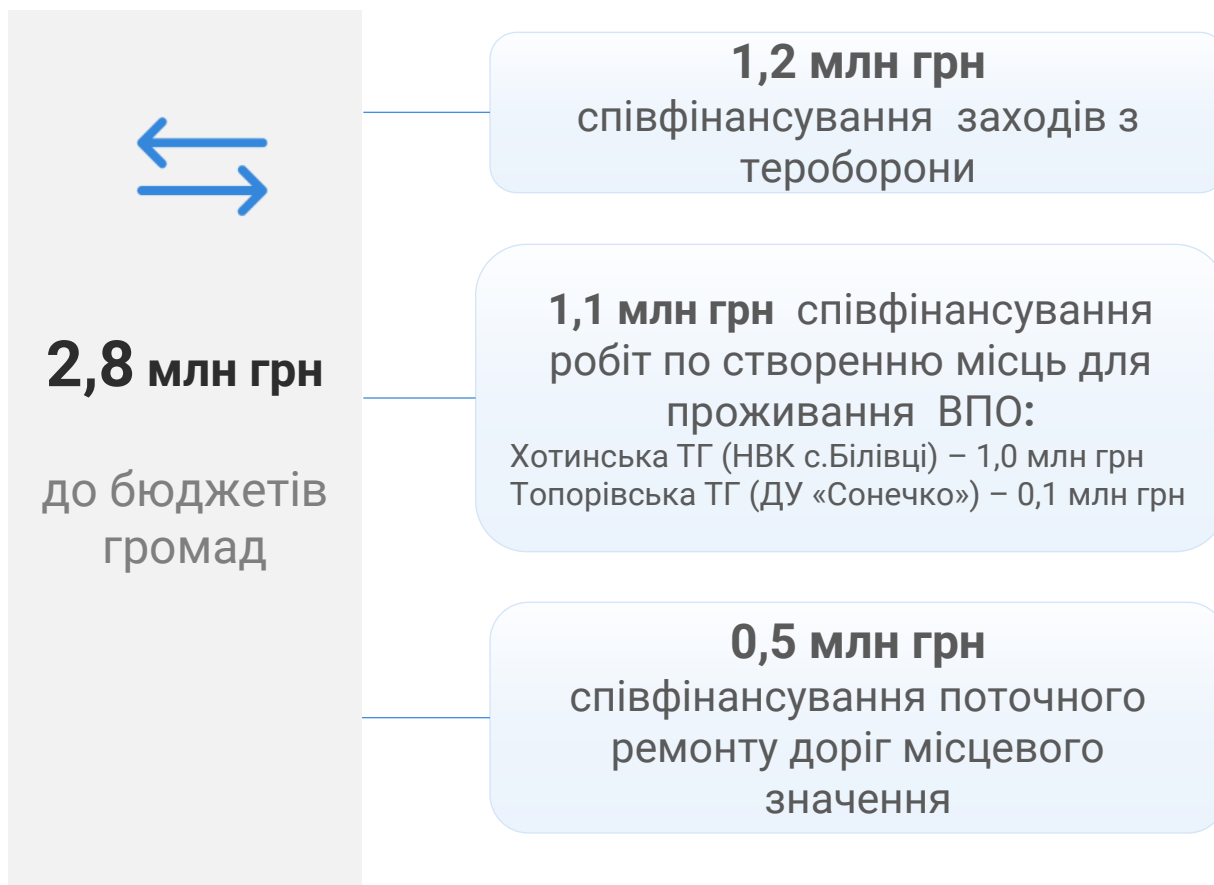 2,8 млн грн
до бюджетів
громад
1,2 млн грн
співфінансування заходів з
тероборони
1,1 млн грн співфінансування
робіт по створенню місць для
проживання ВПО:
Хотинська ТГ (НВК с.Білівці) – 1,0 млн грн
Топорівська ТГ (ДУ «Сонечко») – 0,1 млн грн
0,5 млн грн
співфінансування поточного
ремонту доріг місцевого
значення